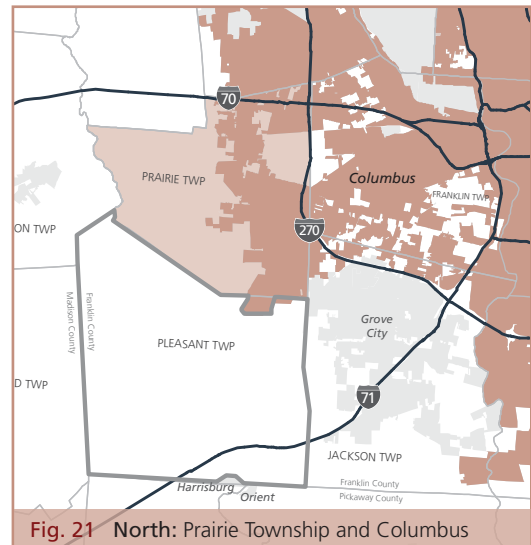 70
PRAIRIE TWP
Columbus
FRANKLIN TWP
ON TWP
270
Franklin County
Madison County
Grove
City
PLEASANT TWP
D TWP
71
JACKSON TWP
Harrisburg
Orient
Franklin County
Pickaway County
Fig. 21 North: Prairie Township and Columbus